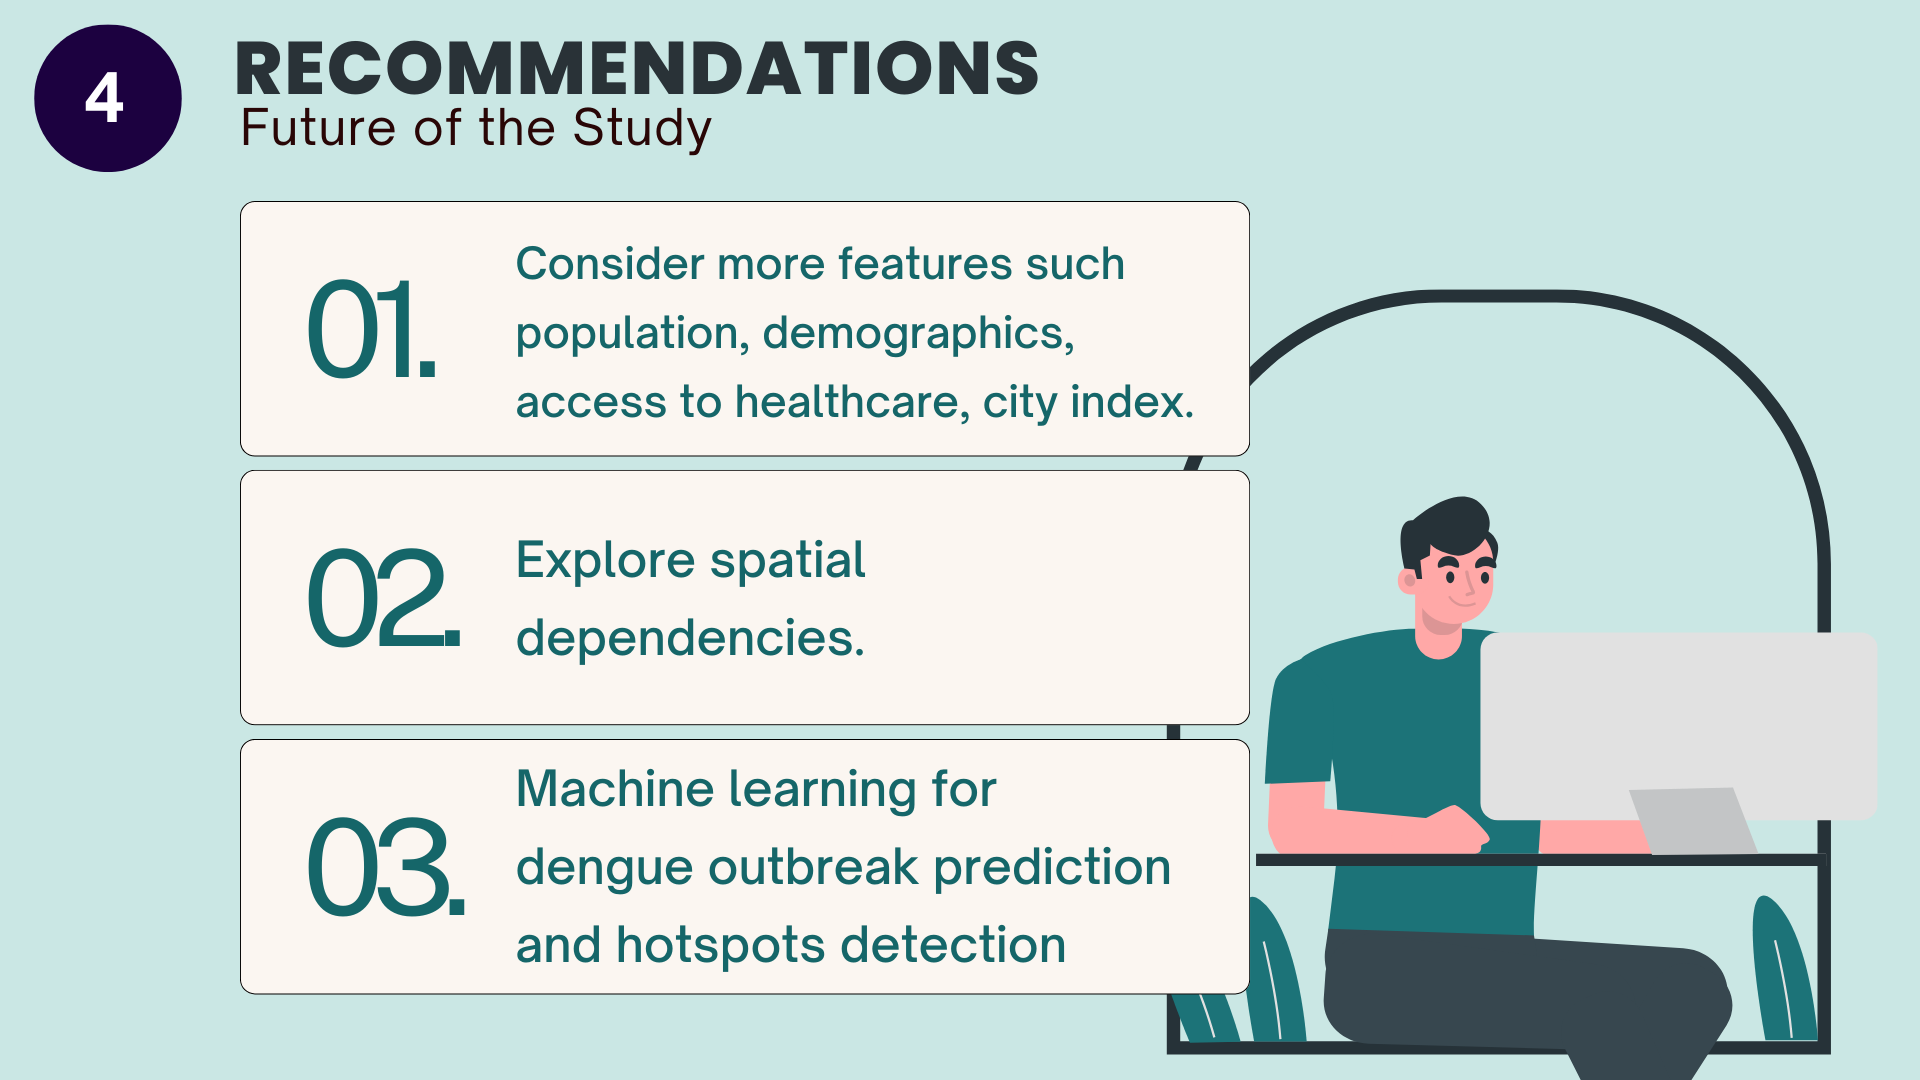 4
RECOMMENDATIONS
Future of the Study
01.
Consider more features such
population, demographics,
access to healthcare, city index.
02.
Explore spatial
dependencies.
03.
Machine learning for
dengue outbreak prediction
and hotspots detection